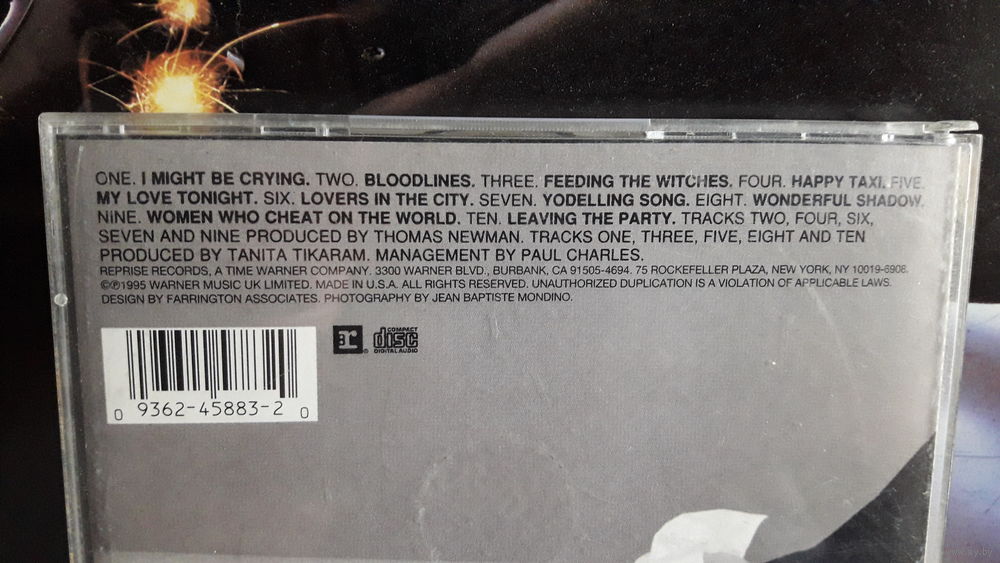 ONE. I MIGHT BE CRYING. TWO. BLOODLINES. THREE. FEEDING THE WITCHES. FOUR. HAPPY TAXI. FIVE.
MY LOVE TONIGHT. SIX. LOVERS IN THE CITY. SEVEN. YODELLING SONG. EIGHT. WONDERFUL SHADOW.
NINE. WOMEN WHO CHEAT ON THE WORLD. TEN. LEAVING THE PARTY. TRACKS TWO, FOUR, SIX,
SEVEN AND NINE PRODUCED BY THOMAS NEWMAN. TRACKS ONE, THREE, FIVE, EIGHT AND TEN
PRODUCED BY TANITA TIKARAM. MANAGEMENT BY PAUL CHARLES.
REPRISE RECORDS, A TIME WARNER COMPANY. 3300 WARNER BLVD., BURBANK, CA 91505-4694. 75 ROCKEFELLER PLAZA, NEW YORK, NY 10019-6908.
©℗1995 WARNER MUSIC UK LIMITED. MADE IN U.S.A. ALL RIGHTS RESERVED. UNAUTHORIZED DUPLICATION IS A VIOLATION OF APPLICABLE LAWS.
DESIGN BY FARRINGTON ASSOCIATES. PHOTOGRAPHY BY JEAN BAPTISTE MONDINO.
r® COMPACT
disc
DIGITAL AUDIO
0 9362-45883-2 0